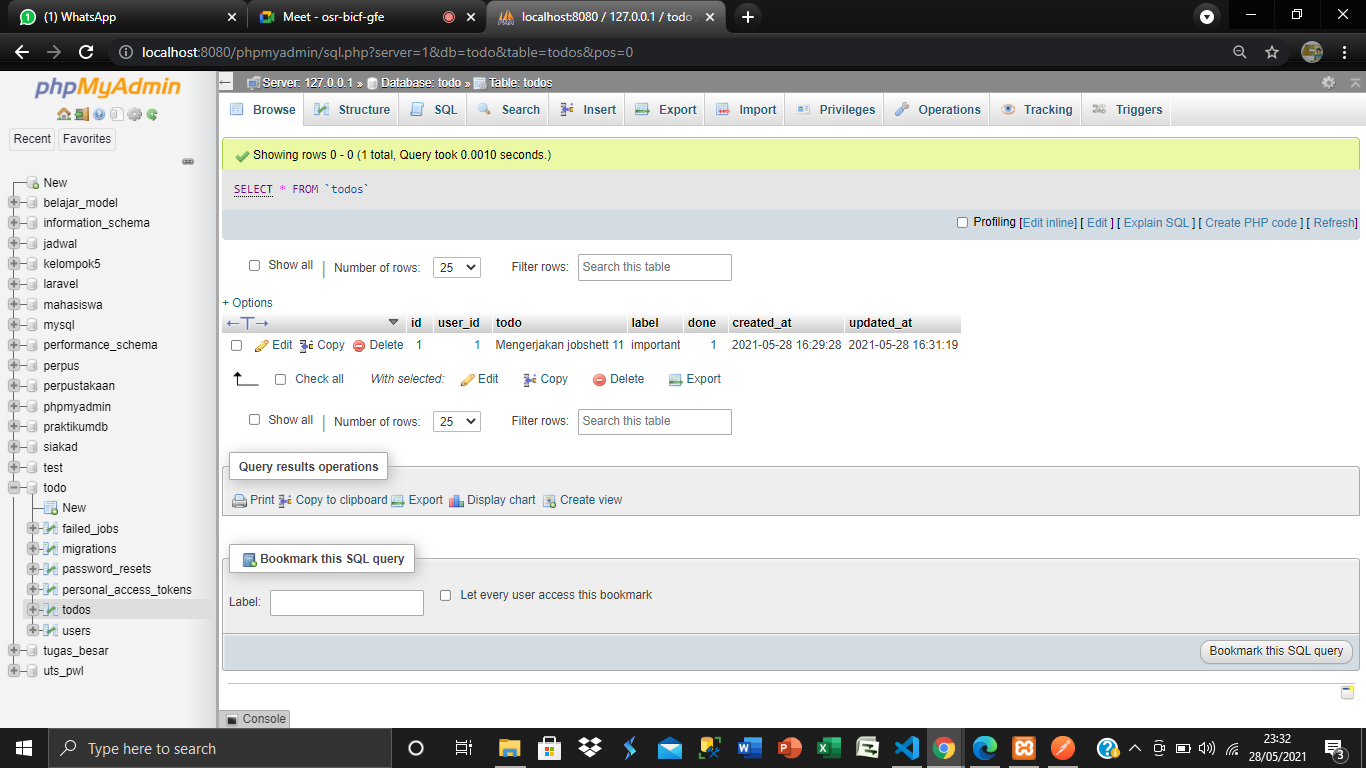 (1) WhatsApp
Meet - osr-bicf-gfe
localhost:8080 / 127.0.0.1 / todo
localhost:8080/phpmyadmin/sql.php?server=1&db=todo&table=todos&pos=0
phpMyAdmin
Recent Favorites
New
belajar_model
information_schema
jadwal
kelompok5
laravel
mahasiswa
mysql
performance_schema
perpus
perpustakaan
phpmyadmin
praktikumdb
siakad
test
todo
New
failed_jobs
migrations
password_resets
personal_access_tokens
todos
users
tugas_besar
uts_pwl
Server: 127.0.0.1 » Database: todo » Table: todos
Browse Structure SQL Search Insert Export Import Privileges Operations Tracking Triggers
Showing rows 0 - 0 (1 total, Query took 0.0010 seconds.)
SELECT * FROM `todos`
Profiling [Edit inline] [ Edit ] [ Explain SQL ] [ Create PHP code ] [ Refresh]
Show all | Number of rows: 25 Filter rows: Search this table
+ Options
←T→ id user_id todo label done created_at updated_at
Edit Copy Delete 1 1 Mengerjakan jobshett 11 important 1 2021-05-28 16:29:28 2021-05-28 16:31:19
Check all With selected: Edit Copy Delete Export
Show all | Number of rows: 25 Filter rows: Search this table
Query results operations
Print Copy to clipboard Export Display chart Create view
Bookmark this SQL query
Label: Let every user access this bookmark
Bookmark this SQL query
Console
Type here to search
23:32
28/05/2021
3